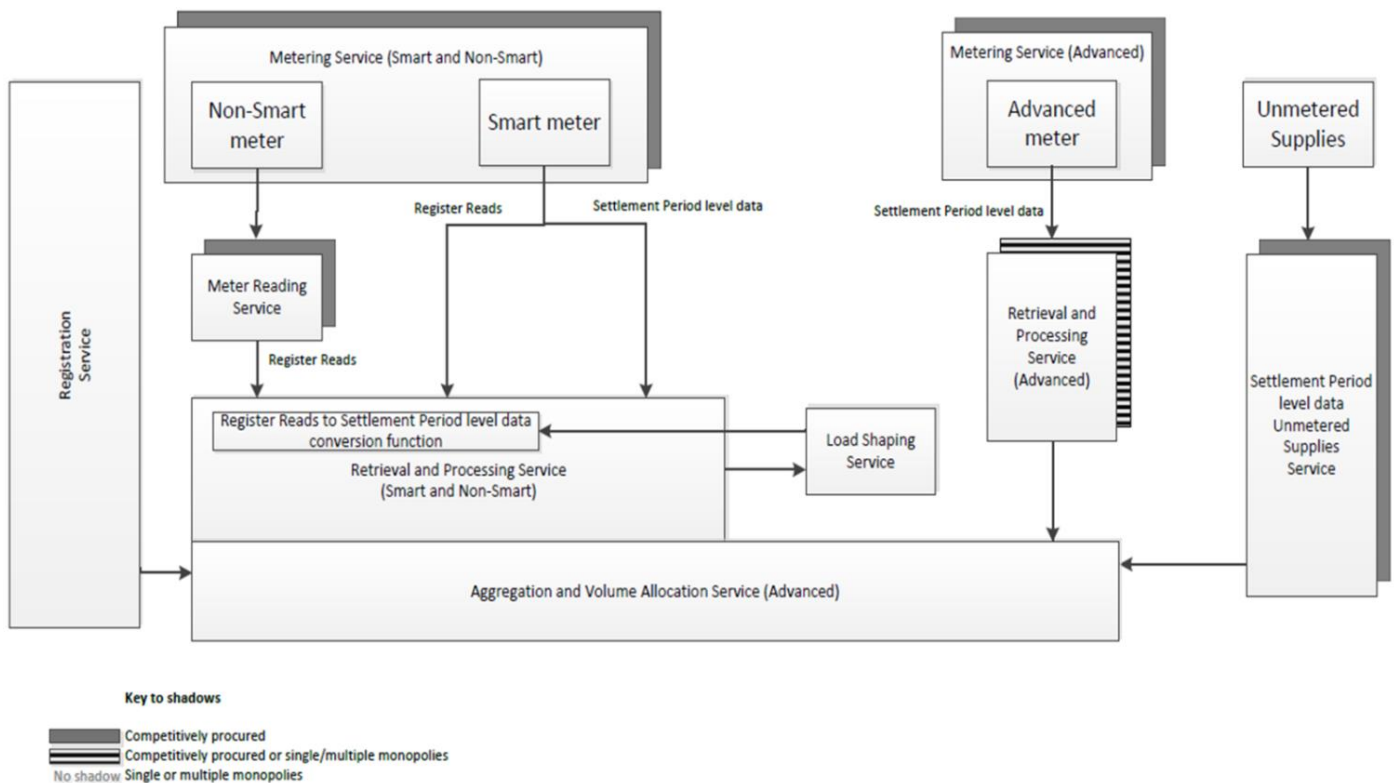 Metering Service (Smart and Non-Smart)
Non-Smart
meter
Smart meter
Metering Service (Advanced)
Advanced
meter
Unmetered
Supplies
Register Reads
Settlement Period level data
Settlement Period level data
Meter Reading
Service
Register Reads
Registration
Service
Register Reads to Settlement Period level data
conversion function
Retrieval and Processing Service
(Smart and Non-Smart)
Load Shaping
Service
Retrieval and
Processing
Service
(Advanced)
Settlement Period
level data
Unmetered
Supplies
Service
Aggregation and Volume Allocation Service (Advanced)
Key to shadows
Competitively procured
Competitively procured or single/multiple monopolies
No shadow Single or multiple monopolies